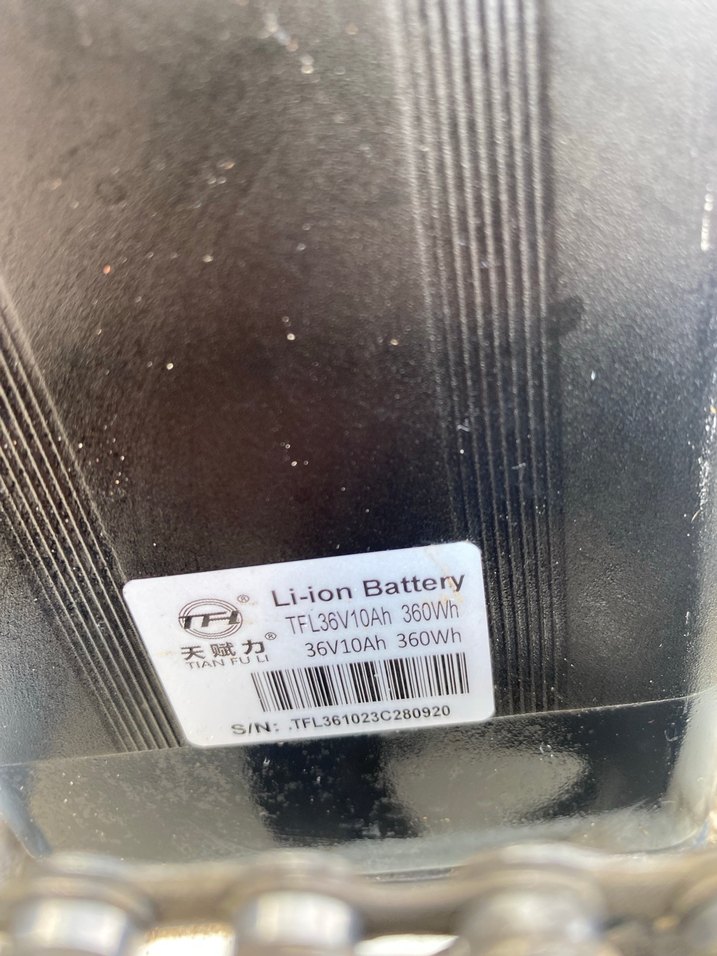 Li-ion Battery
TFL®
TFL36V10Ah 360Wh
天赋力®
TIAN FU LI
36V10Ah 360Wh
S/N: .TFL361023C280920